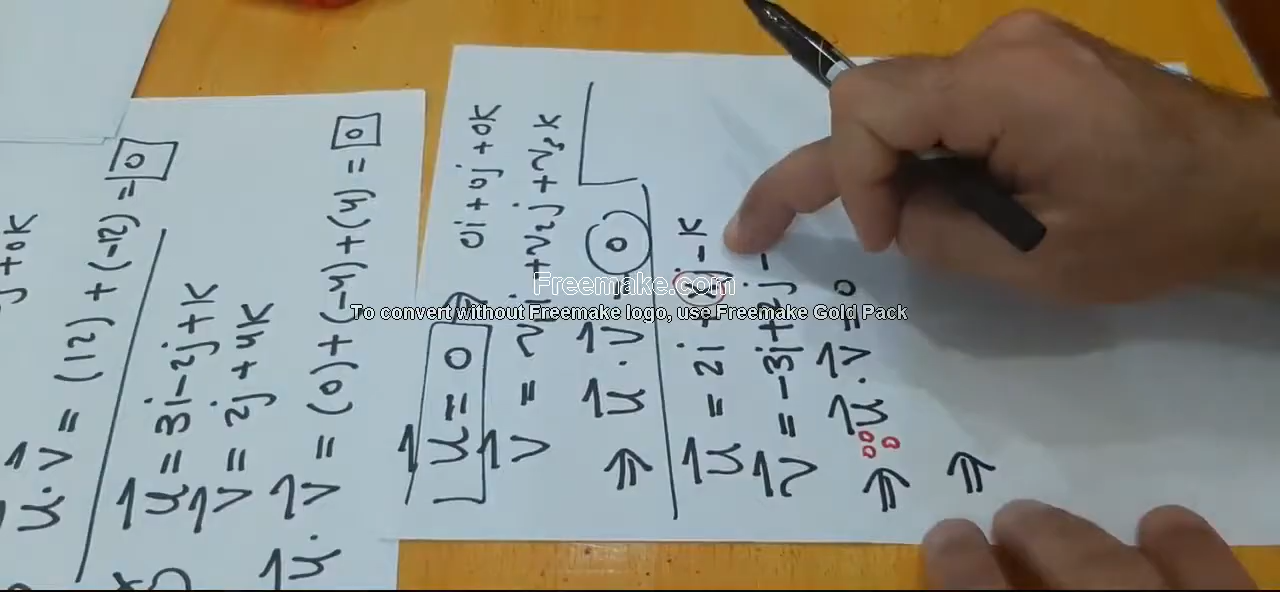 j+0k
u⃗.v⃗ = (12)+(-12) = 0
u⃗ = 3i-2j+k
v⃗ = 2j+4k
u⃗.v⃗ = (0)+(-4)+(4) = 0
u⃗ = 0 ⇒ 0i+0j+0k
v⃗ = v₁i+v₂j+v₃k
⇒ u⃗.v⃗ = 0
u⃗ = 2i+ j-k
v⃗ = -3i+2j-
⇒ u⃗.v⃗ = 0
⇒
Freemake.com
To convert without Freemake logo, use Freemake Gold Pack